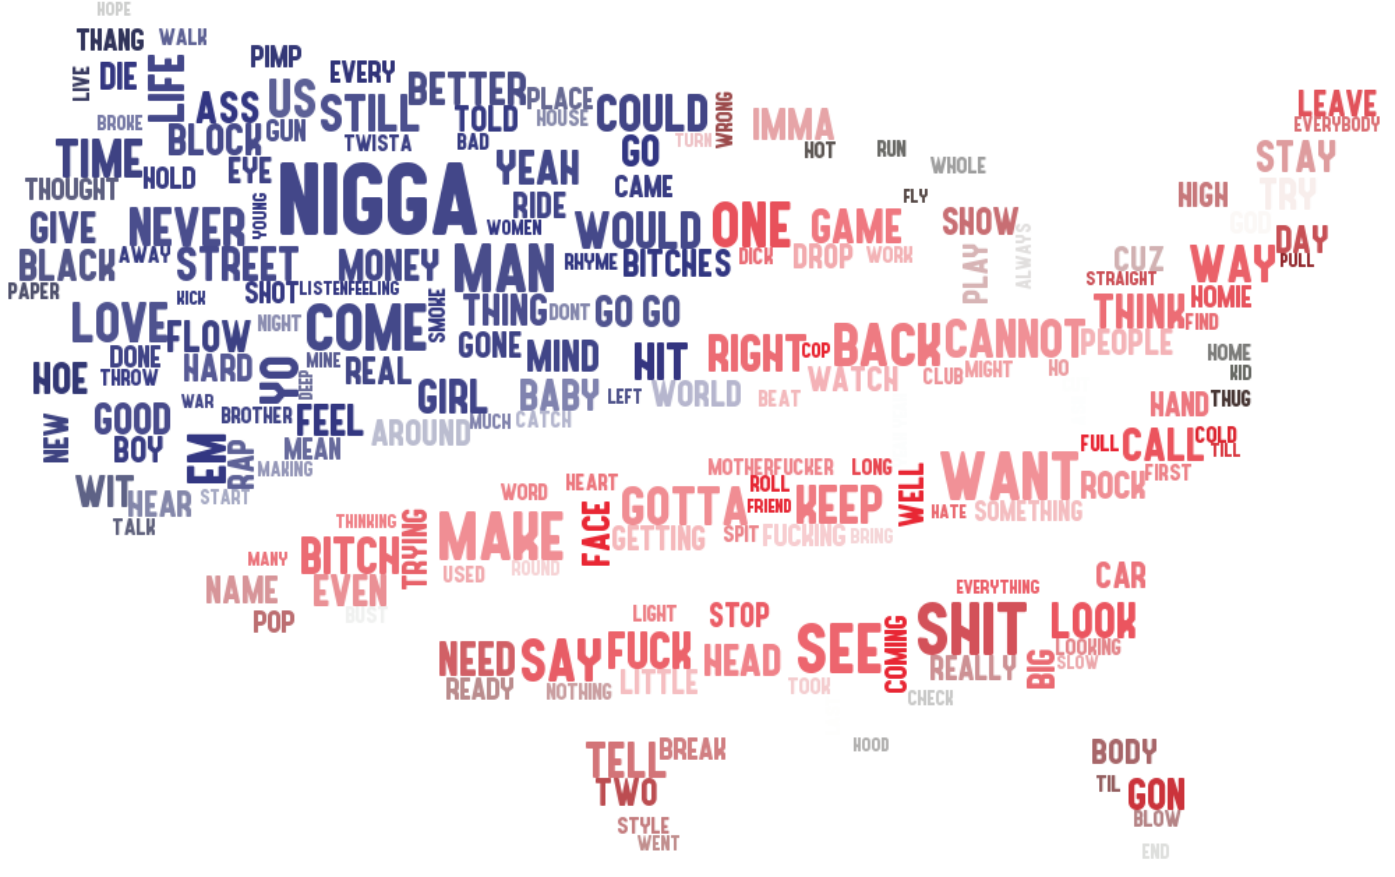 HOPE
THANG WALK
PIMP
LIVE DIE LIFE EVERY
ASS US STILL BETTER PLACE COULD WRONG IMMA LEAVE
BROKE BLOCK GUN TOLD HOUSE EVERYBODY
TWISTA BAD TURN HOT RUN
TIME HOLD EYE YEAH GO WHOLE STAY
THOUGHT YOUNG NIGGA CAME FLY HIGH TRY
GIVE NEVER RIDE WOMEN WOULD ONE GAME SHOW GOD
BLACK AWAY STREET MONEY MAN RHYME BITCHES DICK DROP WORK PLAY ALWAYS CUZ WAY DAY
PAPER KICK SHOT LISTEN FEELING STRAIGHT PULL
LOVE FLOW NIGHT COME SMOKE THING DONT GO GO THINK HOMIE
FIND
DONE HARD YO MINE REAL GONE MIND HIT RIGHT COP BACK CANNOT PEOPLE
HOE THROW DEEP GIRL BABY LEFT WORLD BEAT WATCH CLUB MIGHT HO HOME
KID
NEW GOOD WAR BROTHER FEEL AROUND MUCH CATCH HAND THUG
BOY EM RAP MEAN FULL CALL COLD
TILL
MAKING MOTHERFUCKER LONG WELL WANT ROCK FIRST
WIT HEAR START WORD HEART GOTTA ROLL KEEP
FRIEND HATE SOMETHING
TALK THINKING TRYING MAKE FACE GETTING SPIT FUCKING BRING
MANY BITCH USED ROUND
NAME EVEN EVERYTHING CAR
POP BUST LIGHT STOP SHIT LOOK
NEED SAY FUCK HEAD SEE COMING REALLY BIG LOOKING
SLOW
READY NOTHING LITTLE TOOK CHECK
TELL BREAK HOOD BODY
TWO TIL GON
STYLE BLOW
WENT END